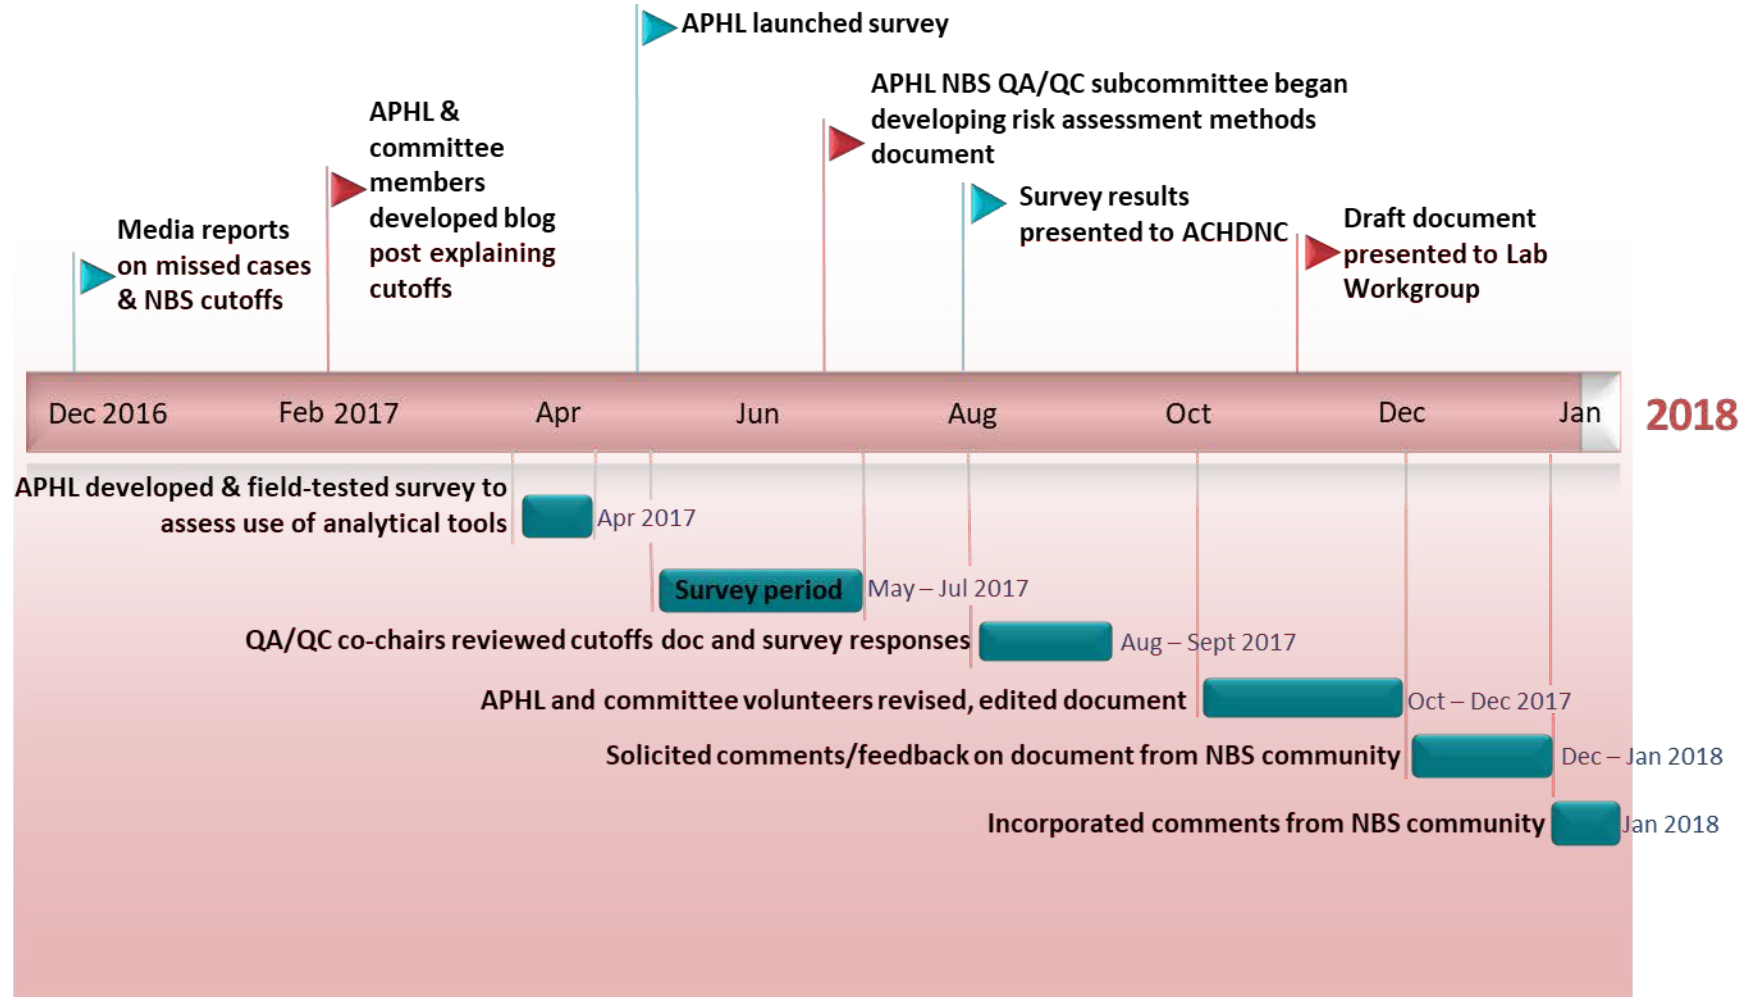 APHL launched survey
APHL NBS QA/QC subcommittee began
developing risk assessment methods
document
APHL &
committee
members
developed blog
post explaining
cutoffs
Survey results
presented to ACHDNC
Draft document
presented to Lab
Workgroup
Media reports
on missed cases
& NBS cutoffs
Dec 2016
Feb 2017
Apr
Jun
Aug
Oct
Dec
Jan
2018
APHL developed & field-tested survey to
assess use of analytical tools
Apr 2017
Survey period
May – Jul 2017
QA/QC co-chairs reviewed cutoffs doc and survey responses
Aug – Sept 2017
APHL and committee volunteers revised, edited document
Oct – Dec 2017
Solicited comments/feedback on document from NBS community
Dec – Jan 2018
Incorporated comments from NBS community
Jan 2018